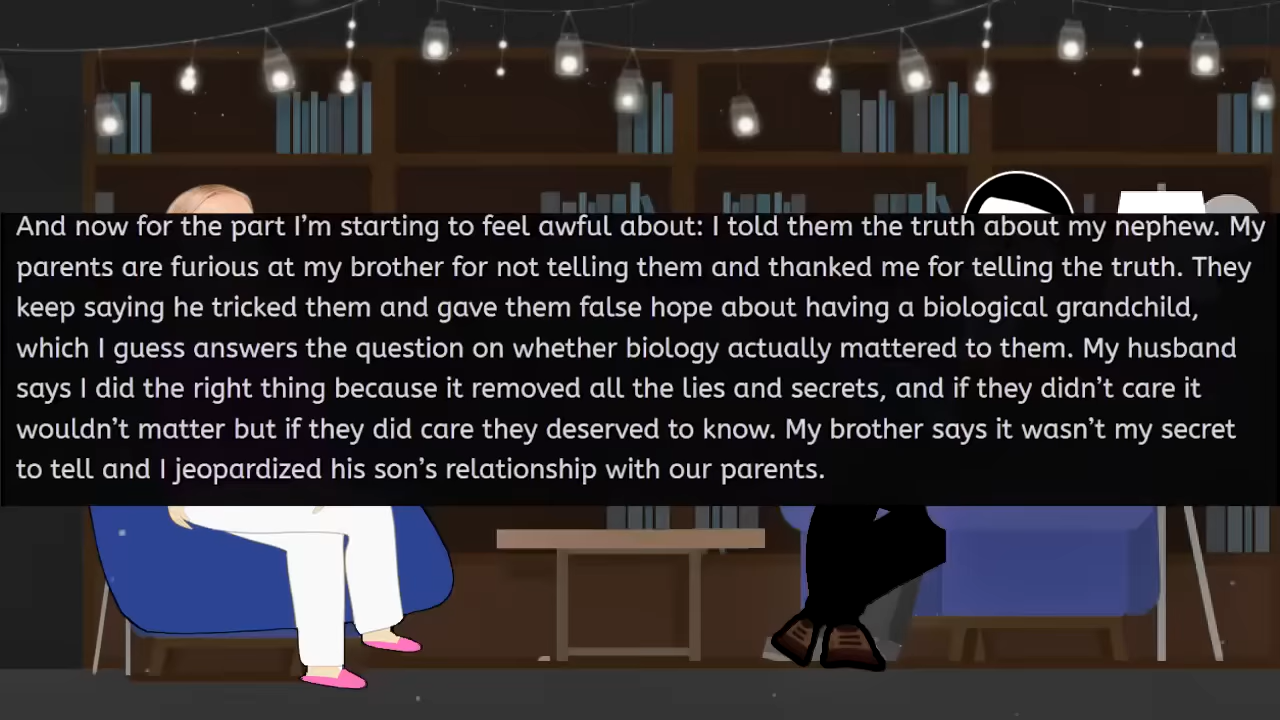 And now for the part I’m starting to feel awful about: I told them the truth about my nephew. My
parents are furious at my brother for not telling them and thanked me for telling the truth. They
keep saying he tricked them and gave them false hope about having a biological grandchild,
which I guess answers the question on whether biology actually mattered to them. My husband
says I did the right thing because it removed all the lies and secrets, and if they didn’t care it
wouldn’t matter but if they did care they deserved to know. My brother says it wasn’t my secret
to tell and I jeopardized his son’s relationship with our parents.